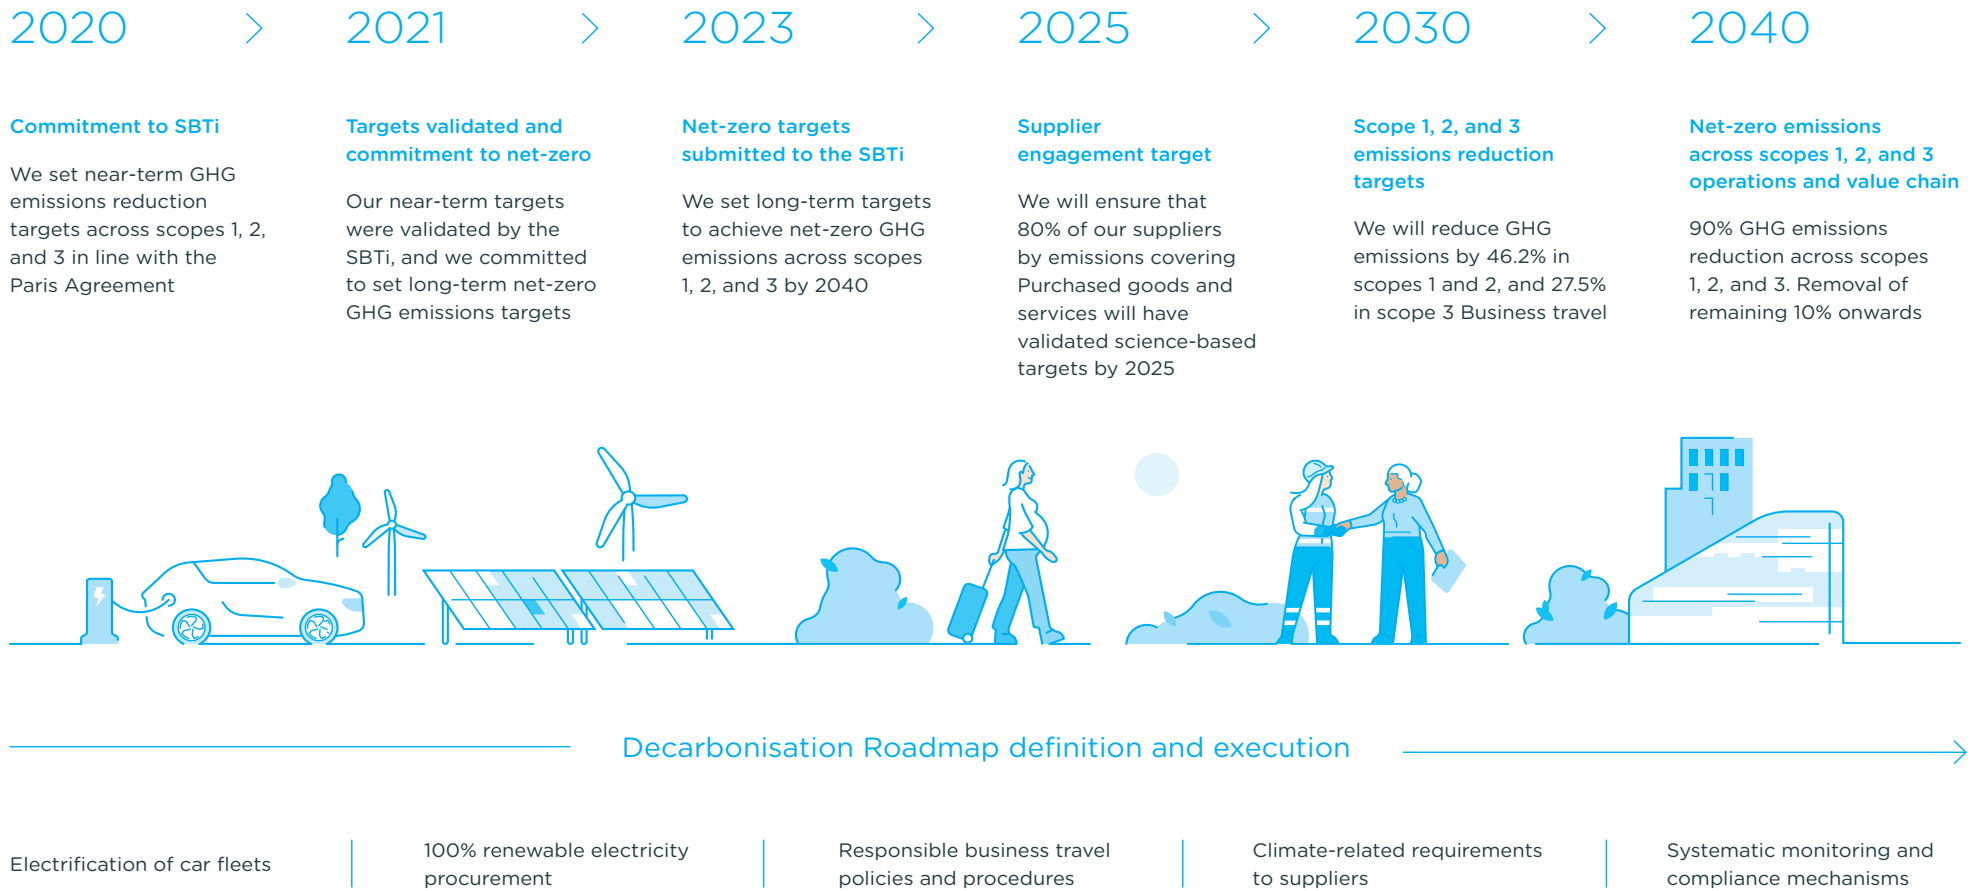 2020
2021
2023
2025
2030
2040
Commitment to SBTi
We set near-term GHG
emissions reduction
targets across scopes 1, 2,
and 3 in line with the
Paris Agreement
Targets validated and
commitment to net-zero
Our near-term targets
were validated by the
SBTi, and we committed
to set long-term net-zero
GHG emissions targets
Net-zero targets
submitted to the SBTi
We set long-term targets
to achieve net-zero GHG
emissions across scopes
1, 2, and 3 by 2040
Supplier
engagement target
We will ensure that
80% of our suppliers
by emissions covering
Purchased goods and
services will have
validated science-based
targets by 2025
Scope 1, 2, and 3
emissions reduction
targets
We will reduce GHG
emissions by 46.2% in
scopes 1 and 2, and 27.5%
in scope 3 Business travel
Net-zero emissions
across scopes 1, 2, and 3
operations and value chain
90% GHG emissions
reduction across scopes
1, 2, and 3. Removal of
remaining 10% onwards
Decarbonisation Roadmap definition and execution
Electrification of car fleets
100% renewable electricity
procurement
Responsible business travel
policies and procedures
Climate-related requirements
to suppliers
Systematic monitoring and
compliance mechanisms